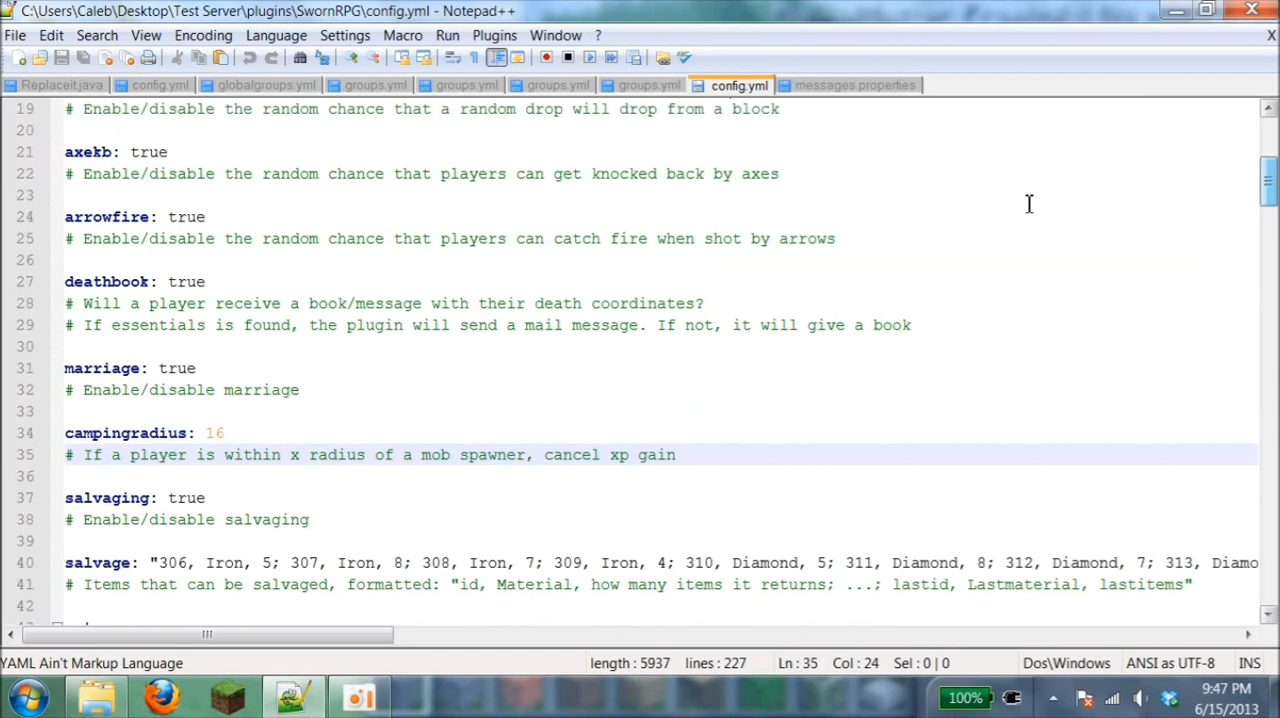 C:\Users\Caleb\Desktop\Test Server\plugins\SwornRPG\config.yml - Notepad++
File Edit Search View Encoding Language Settings Macro Run Plugins Window ? X
Replaceit.java config.yml globalgroups.yml groups.yml groups.yml groups.yml groups.yml config.yml messages.properties
19 # Enable/disable the random chance that a random drop will drop from a block
20
21 axekb: true
22 # Enable/disable the random chance that players can get knocked back by axes
23
24 arrowfire: true
25 # Enable/disable the random chance that players can catch fire when shot by arrows
26
27 deathbook: true
28 # Will a player receive a book/message with their death coordinates?
29 # If essentials is found, the plugin will send a mail message. If not, it will give a book
30
31 marriage: true
32 # Enable/disable marriage
33
34 campingradius: 16
35 # If a player is within x radius of a mob spawner, cancel xp gain
36
37 salvaging: true
38 # Enable/disable salvaging
39
40 salvage: "306, Iron, 5; 307, Iron, 8; 308, Iron, 7; 309, Iron, 4; 310, Diamond, 5; 311, Diamond, 8; 312, Diamond, 7; 313, Diamo
41 # Items that can be salvaged, formatted: "id, Material, how many items it returns; ...; lastid, Lastmaterial, lastitems"
42
YAML Ain't Markup Language length : 5937 lines : 227 Ln : 35 Col : 24 Sel : 0 | 0 Dos\Windows ANSI as UTF-8 INS
100% 9:47 PM
6/15/2013